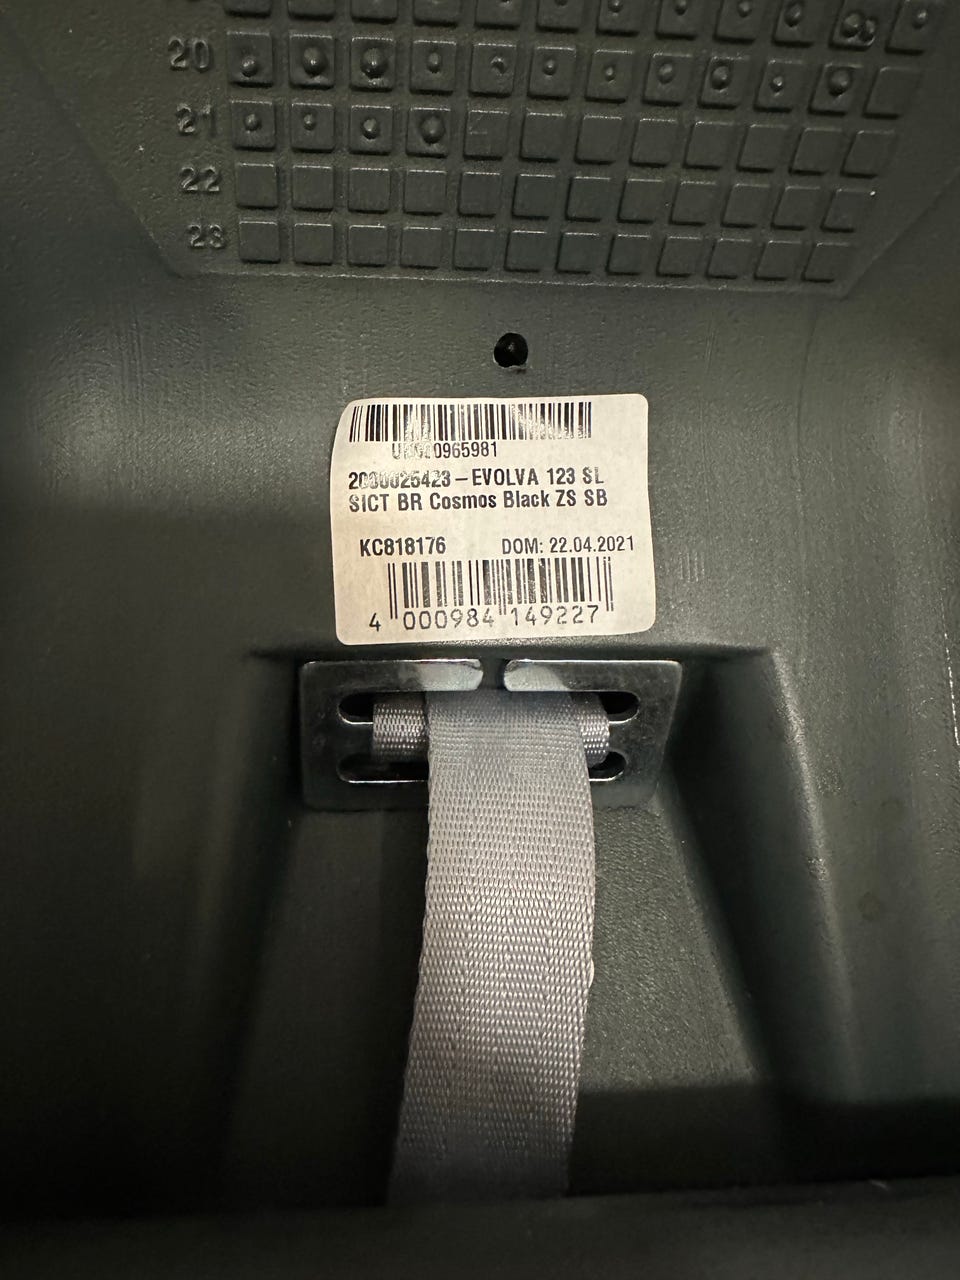 20
21
22
23
0965981
2000025423 – EVOLVA 123 SL
SICT BR Cosmos Black ZS SB
KC818176 DOM: 22.04.2021
4 000984 149227